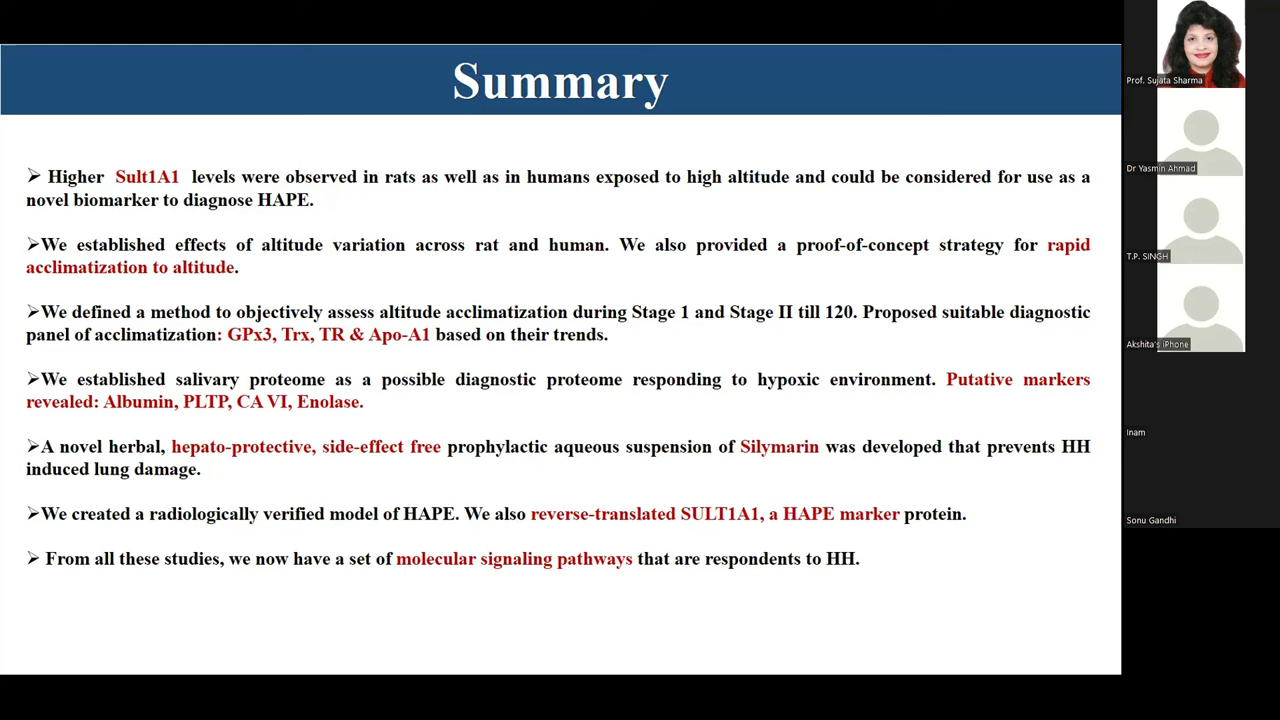 Summary
➢ Higher Sult1A1 levels were observed in rats as well as in humans exposed to high altitude and could be considered for use as a
novel biomarker to diagnose HAPE.
➢We established effects of altitude variation across rat and human. We also provided a proof-of-concept strategy for rapid
acclimatization to altitude.
➢We defined a method to objectively assess altitude acclimatization during Stage 1 and Stage II till 120. Proposed suitable diagnostic
panel of acclimatization: GPx3, Trx, TR & Apo-A1 based on their trends.
➢We established salivary proteome as a possible diagnostic proteome responding to hypoxic environment. Putative markers
revealed: Albumin, PLTP, CA VI, Enolase.
➢A novel herbal, hepato-protective, side-effect free prophylactic aqueous suspension of Silymarin was developed that prevents HH
induced lung damage.
➢We created a radiologically verified model of HAPE. We also reverse-translated SULT1A1, a HAPE marker protein.
➢ From all these studies, we now have a set of molecular signaling pathways that are respondents to HH.
Prof. Sujata Sharma
Dr Yasmin Ahmad
T.P. SINGH
Akshita's iPhone
Inam
Sonu Gandhi